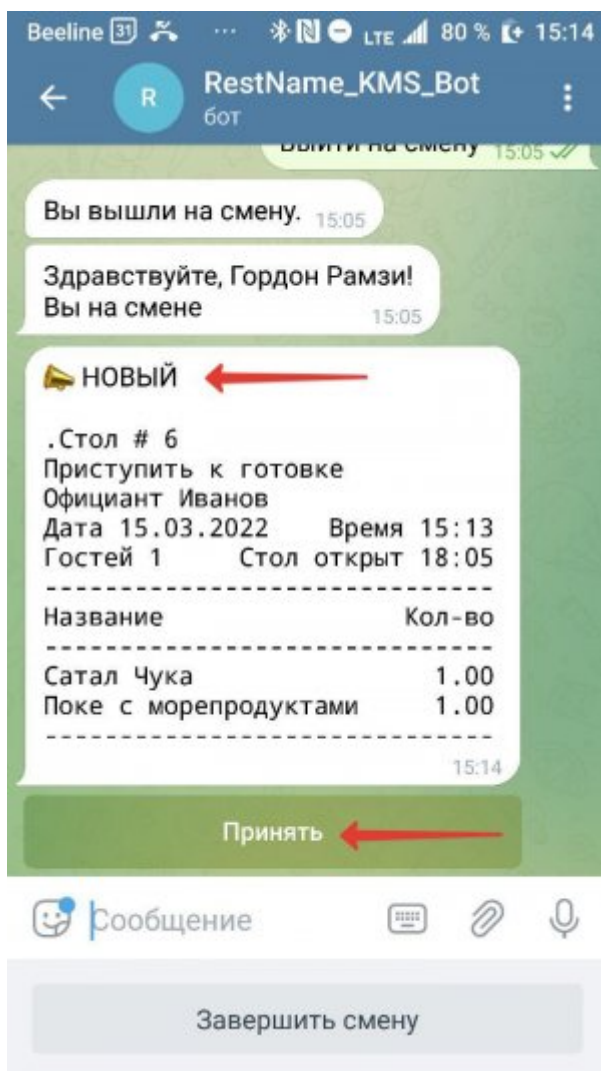 Beeline 31 ... LTE 80 % 15:14
R RestName_KMS_Bot
бот
Выйти на смену 15:05
Вы вышли на смену. 15:05
Здравствуйте, Гордон Рамзи!
Вы на смене 15:05
НОВЫЙ
.Стол # 6
Приступить к готовке
Официант Иванов
Дата 15.03.2022 Время 15:13
Гостей 1 Стол открыт 18:05
--------------------------------
Название Кол-во
--------------------------------
Сатал Чука 1.00
Поке с морепродуктами 1.00
--------------------------------
15:14
Принять
Сообщение
Завершить смену